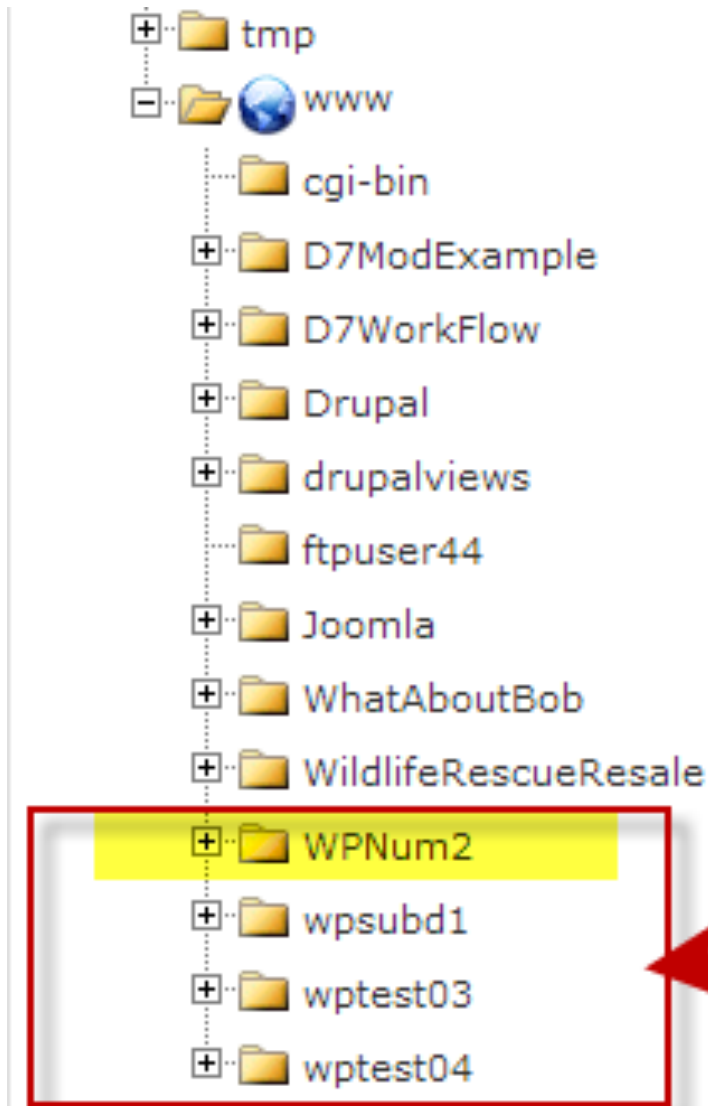 tmp
www
cgi-bin
D7ModExample
D7WorkFlow
Drupal
drupalviews
ftpuser44
Joomla
WhatAboutBob
WildlifeRescueResale
WPNum2
wpsubd1
wptest03
wptest04